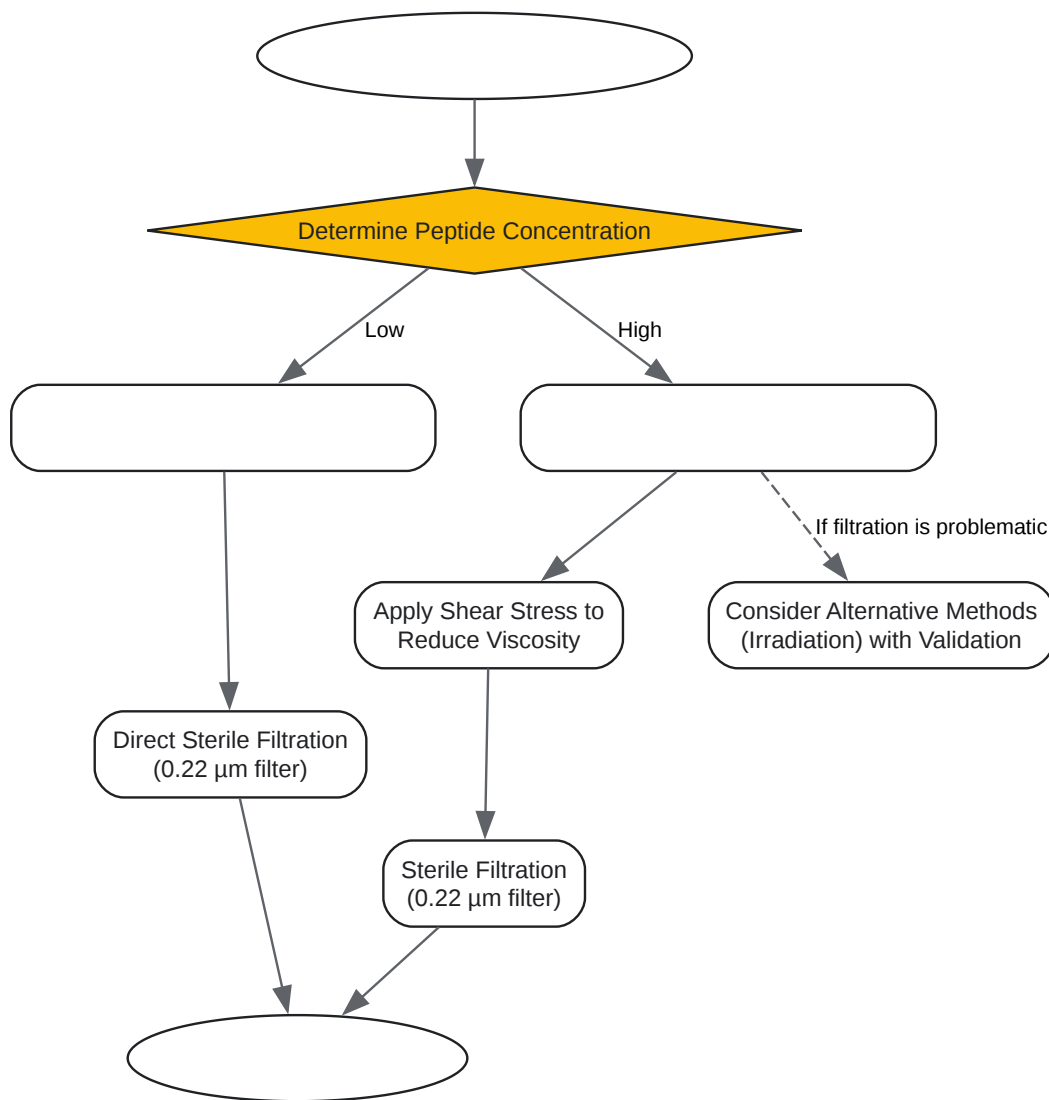 Determine Peptide Concentration
Low
High
If filtration is problematic
Apply Shear Stress to
Reduce Viscosity
Consider Alternative Methods
(Irradiation) with Validation
Direct Sterile Filtration
(0.22 µm filter)
Sterile Filtration
(0.22 µm filter)